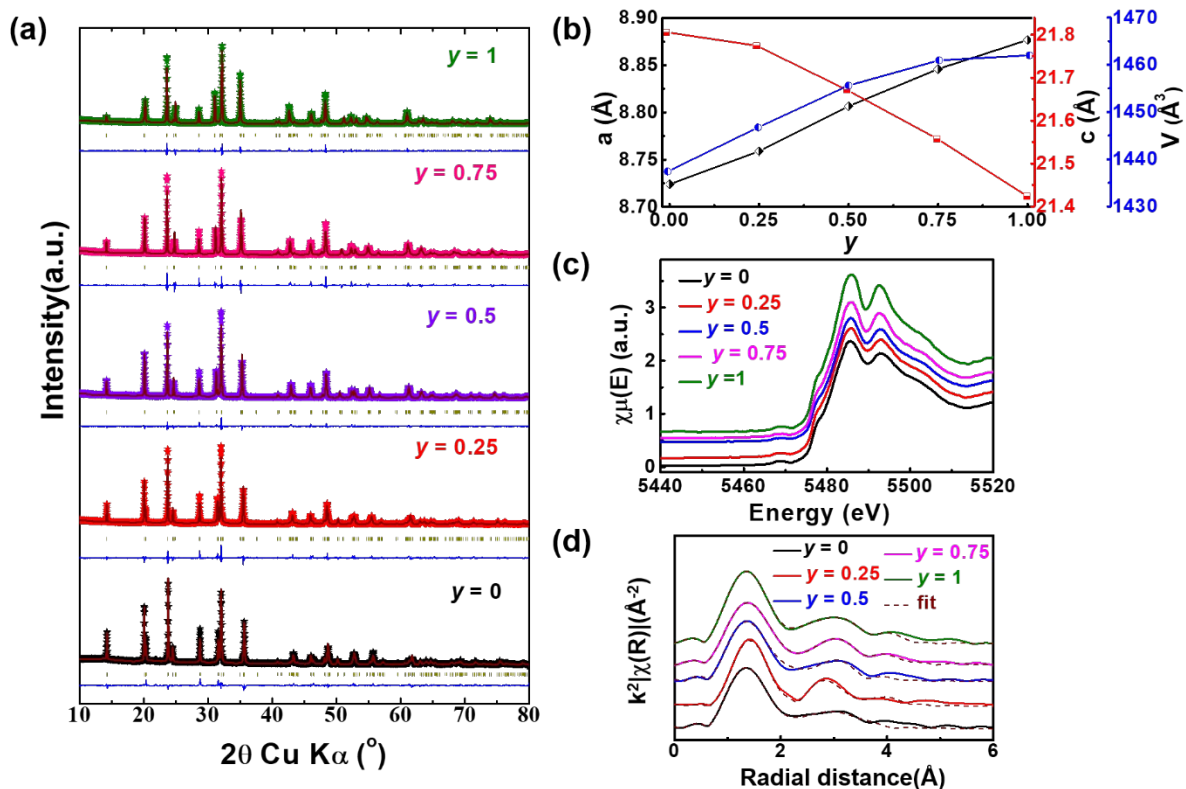 (a)
y = 1
y = 0.75
y = 0.5
y = 0.25
y = 0
Intensity(a.u.)
10 20 30 40 50 60 70 80
2θ Cu Kα (°)
(b)
8.90
8.85
8.80
8.75
8.70
a (Å)
0.00 0.25 0.50 0.75 1.00
y
21.8
21.7
21.6
21.5
21.4
c (Å)
1470
1460
1450
1440
1430
V (Å³)
(c)
y = 0
y = 0.25
y = 0.5
y = 0.75
y = 1
3
2
1
0
χμ(E) (a.u.)
5440 5460 5480 5500 5520
Energy (eV)
(d)
y = 0
y = 0.25
y = 0.5
y = 0.75
y = 1
fit
k²|χ(R)|(Å⁻²)
0 2 4 6
Radial distance(Å)